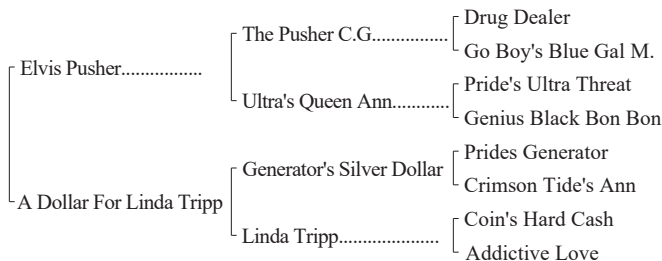 Drug Dealer
The Pusher C.G.................
Go Boy's Blue Gal M.
Elvis Pusher.................
Pride's Ultra Threat
Ultra's Queen Ann............
Genius Black Bon Bon
Prides Generator
Generator's Silver Dollar
Crimson Tide's Ann
A Dollar For Linda Tripp
Coin's Hard Cash
Linda Tripp.....................
Addictive Love